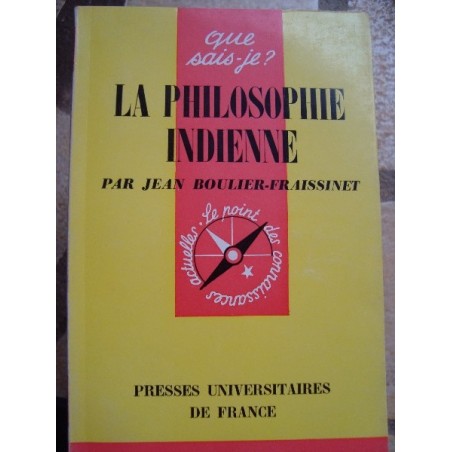 que
sais-je?
LA PHILOSOPHIE
INDIENNE
PAR JEAN BOULIER-FRAISSINET
Le point des connaissances actuelles.
PRESSES UNIVERSITAIRES
DE FRANCE